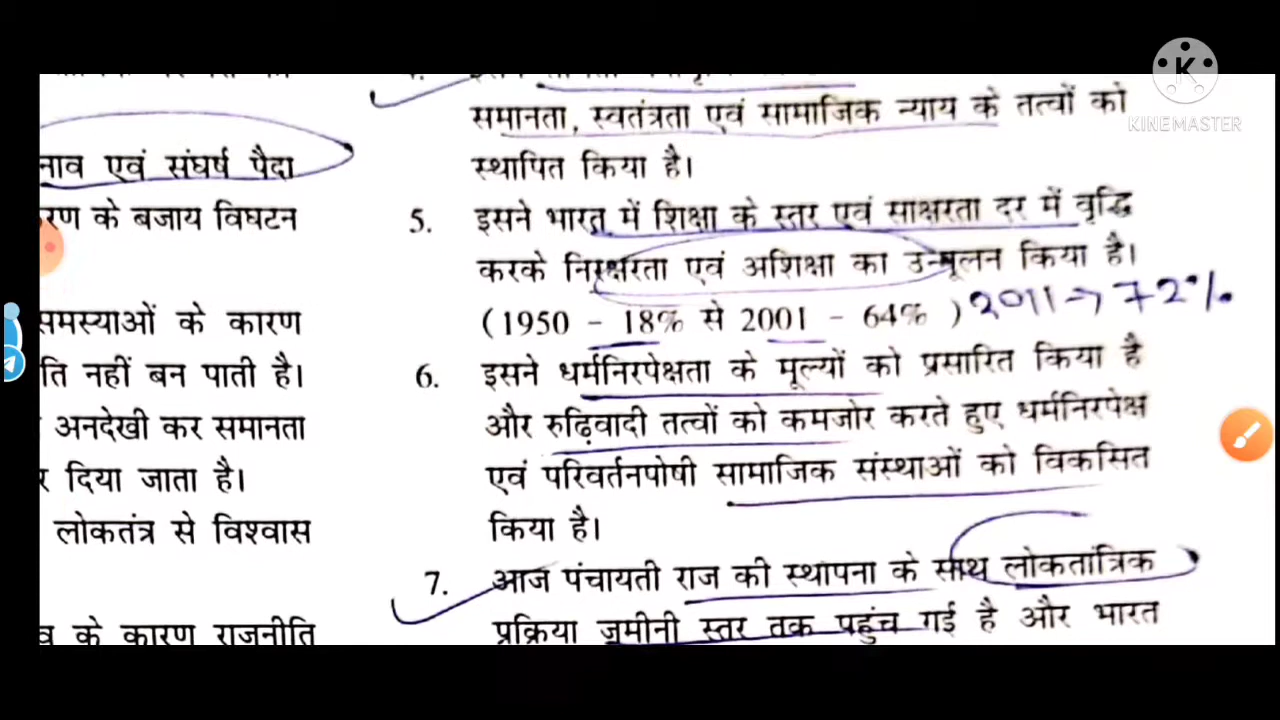 समानता, स्वतंत्रता एवं सामाजिक न्याय के तत्वों को
स्थापित किया है।
5. इसने भारत में शिक्षा के स्तर एवं साक्षरता दर में वृद्धि
करके निरक्षरता एवं अशिक्षा का उन्मूलन किया है।
(1950 - 18% से 2001 - 64% ) 2011→72%
6. इसने धर्मनिरपेक्षता के मूल्यों को प्रसारित किया है
और रुढ़िवादी तत्वों को कमजोर करते हुए धर्मनिरपेक्ष
एवं परिवर्तनपोषी सामाजिक संस्थाओं को विकसित
किया है।
7. आज पंचायती राज की स्थापना के साथ लोकतांत्रिक
प्रक्रिया जमीनी स्तर तक पहुंच गई है और भारत
एवं संघर्ष पैदा
के बजाय विघटन
समस्याओं के कारण
नहीं बन पाती है।
अनदेखी कर समानता
दिया जाता है।
लोकतंत्र से विश्वास
के कारण राजनीति
K
KINEMASTER